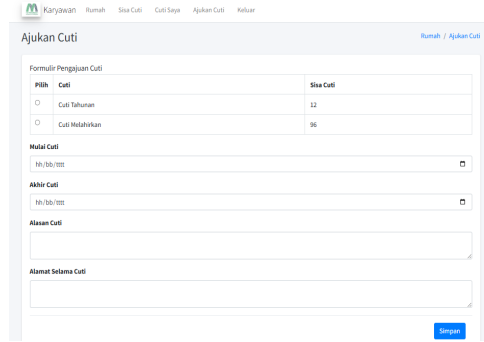 Karyawan Rumah Sisa Cuti Cuti Saya Ajukan Cuti Keluar
Ajukan Cuti
Rumah / Ajukan Cuti
Formulir Pengajuan Cuti
Pilih Cuti Sisa Cuti
Cuti Tahunan 12
Cuti Melahirkan 96
Mulai Cuti
hh/bb/tttt
Akhir Cuti
hh/bb/tttt
Alasan Cuti
Alamat Selama Cuti
Simpan